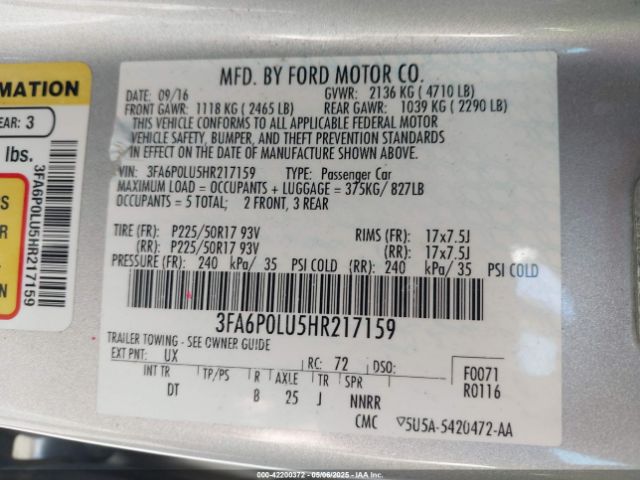 RMATION
EAR: 3
lbs.
S
D
N
3FA6P0LU5HR217159
MFD. BY FORD MOTOR CO.
DATE: 09/16 GVWR: 2136 KG ( 4710 LB)
FRONT GAWR: 1118 KG ( 2465 LB) REAR GAWR: 1039 KG ( 2290 LB)
THIS VEHICLE CONFORMS TO ALL APPLICABLE FEDERAL MOTOR
VEHICLE SAFETY, BUMPER, AND THEFT PREVENTION STANDARDS
IN EFFECT ON THE DATE OF MANUFACTURE SHOWN ABOVE.
VIN: 3FA6P0LU5HR217159 TYPE: Passenger Car
MAXIMUM LOAD = OCCUPANTS + LUGGAGE = 375KG/ 827LB
OCCUPANTS = 5 TOTAL; 2 FRONT, 3 REAR
TIRE (FR): P225/50R17 93V RIMS (FR): 17x7.5J
(RR): P225/50R17 93V (RR): 17x7.5J
PRESSURE (FR): 240 kPa/ 35 PSI COLD (RR): 240 kPa/ 35 PSI COLD
3FA6P0LU5HR217159
TRAILER TOWING - SEE OWNER GUIDE
EXT PNT: UX RC: 72 DSO: F0071
INT TR TP/PS R AXLE TR SPR R0116
DT B 25 J NNRR
CMC ▽5U5A-5420472-AA
000-42200372 - 05/06/2025 - IAAI.COM